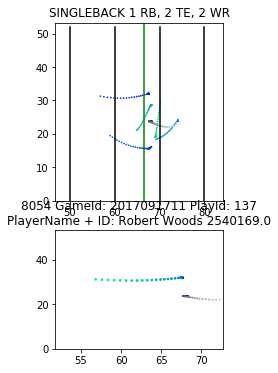 SINGLEBACK 1 RB, 2 TE, 2 WR
50
40
30
20
10
0
50 60 70 80
8054 GameId: 2017091711 PlayId: 137
PlayerName + ID: Robert Woods 2540169.0
40
20
0
55 60 65 70